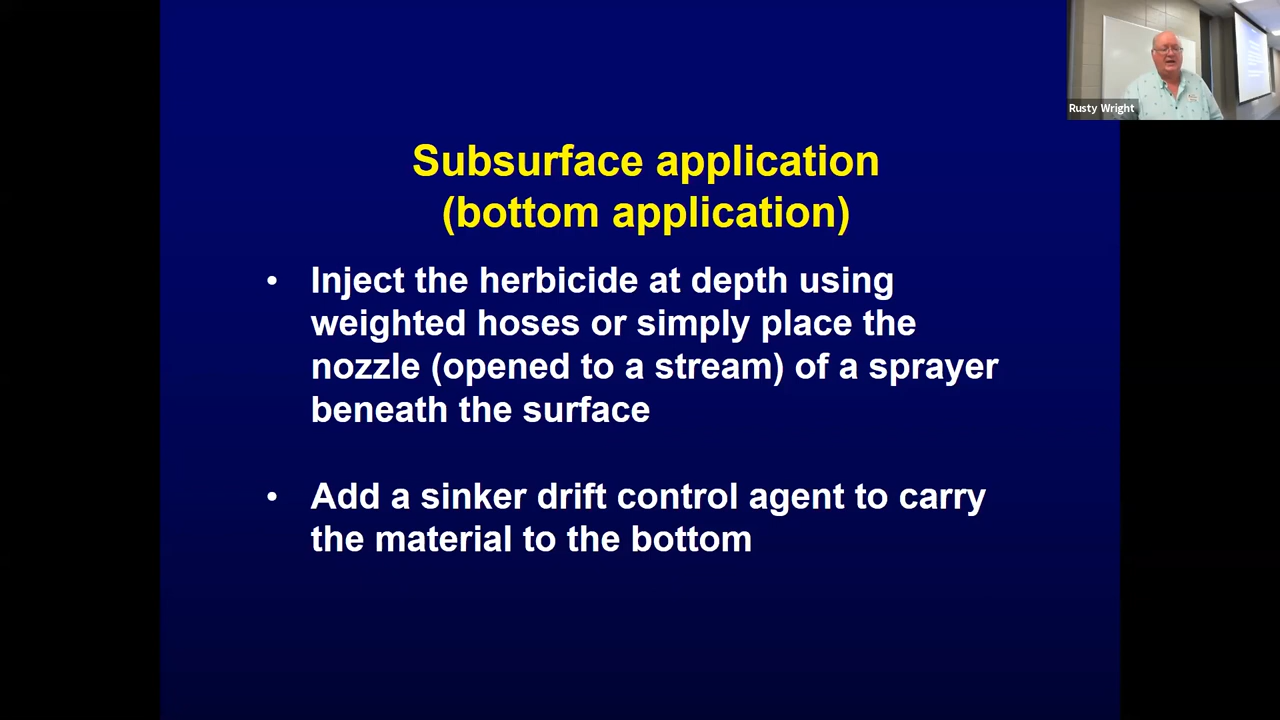 Rusty Wright
Subsurface application
(bottom application)
• Inject the herbicide at depth using
weighted hoses or simply place the
nozzle (opened to a stream) of a sprayer
beneath the surface
• Add a sinker drift control agent to carry
the material to the bottom